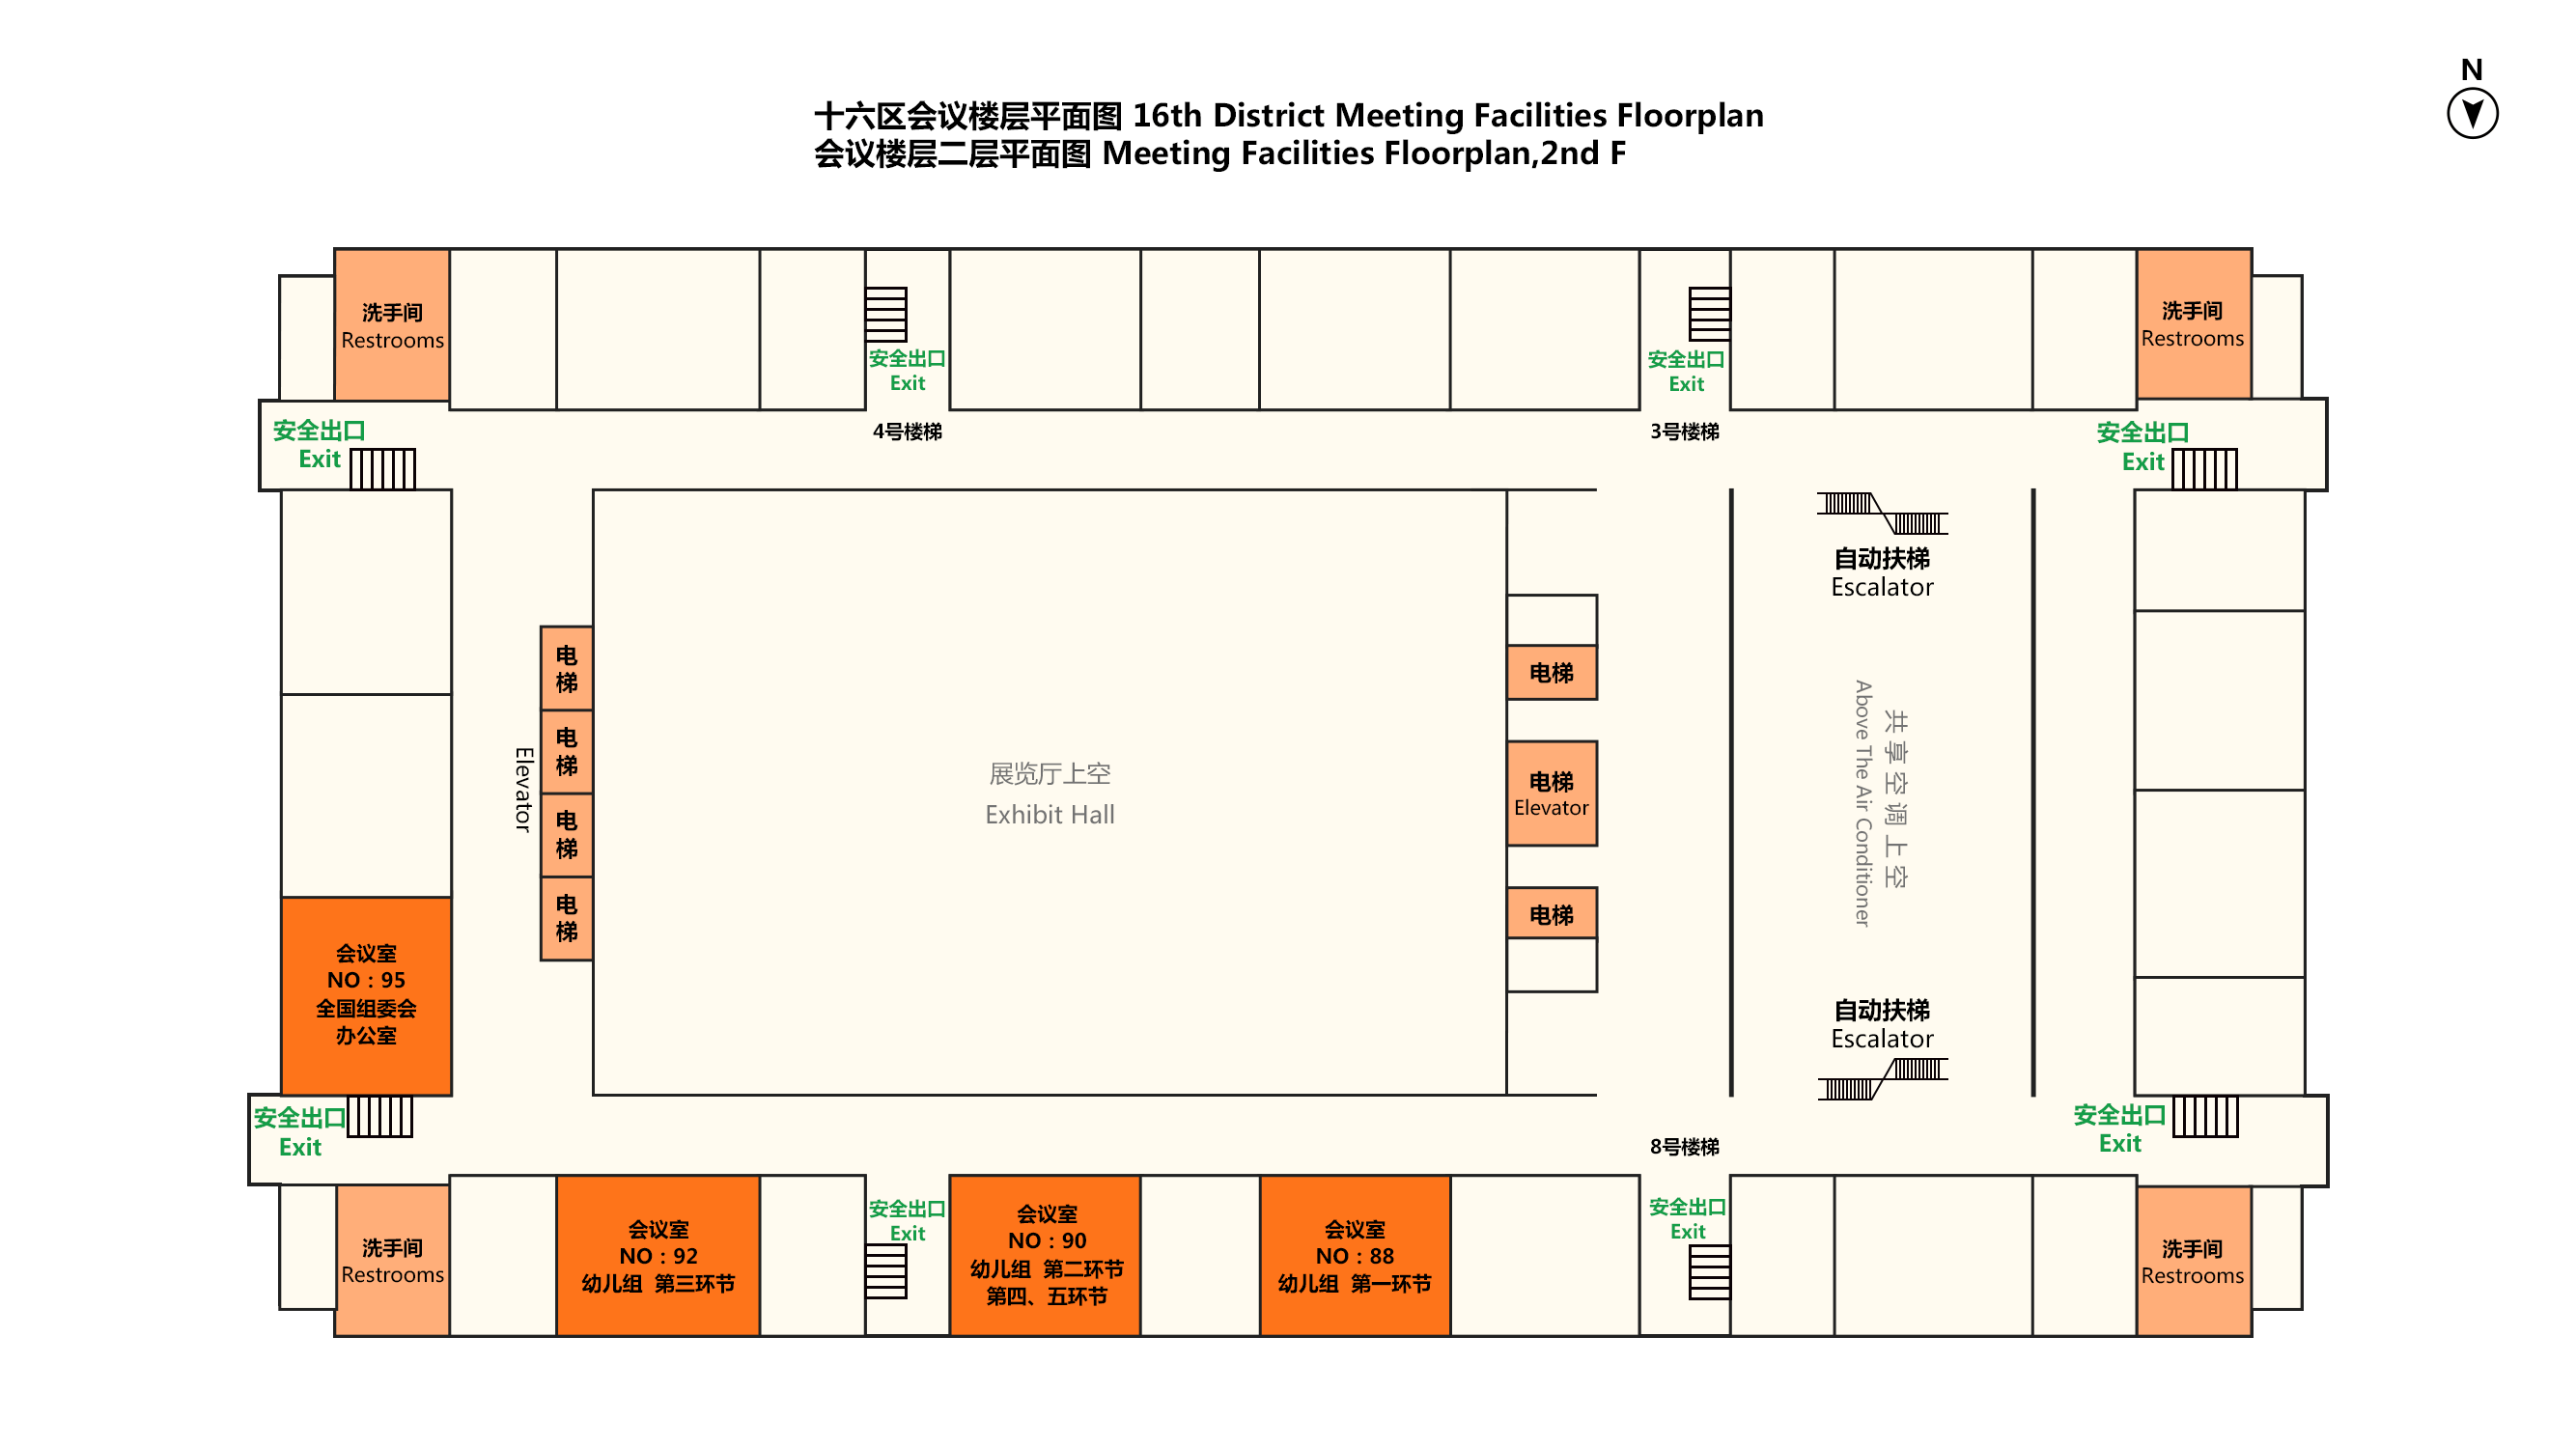 N
十六区会议楼层平面图 16th District Meeting Facilities Floorplan
会议楼层二层平面图 Meeting Facilities Floorplan,2nd F
洗手间
Restrooms
安全出口
Exit
安全出口
Exit
洗手间
Restrooms
安全出口
Exit
4号楼梯
3号楼梯
安全出口
Exit
自动扶梯
Escalator
电
梯
电
梯
电
梯
电
梯
Elevator
展览厅上空
Exhibit Hall
电梯
电梯
Elevator
电梯
共享空调上空
Above The Air Conditioner
会议室
NO：95
全国组委会
办公室
自动扶梯
Escalator
安全出口
Exit
8号楼梯
安全出口
Exit
洗手间
Restrooms
会议室
NO：92
幼儿组 第三环节
安全出口
Exit
会议室
NO：90
幼儿组 第二环节
第四、五环节
会议室
NO：88
幼儿组 第一环节
安全出口
Exit
洗手间
Restrooms